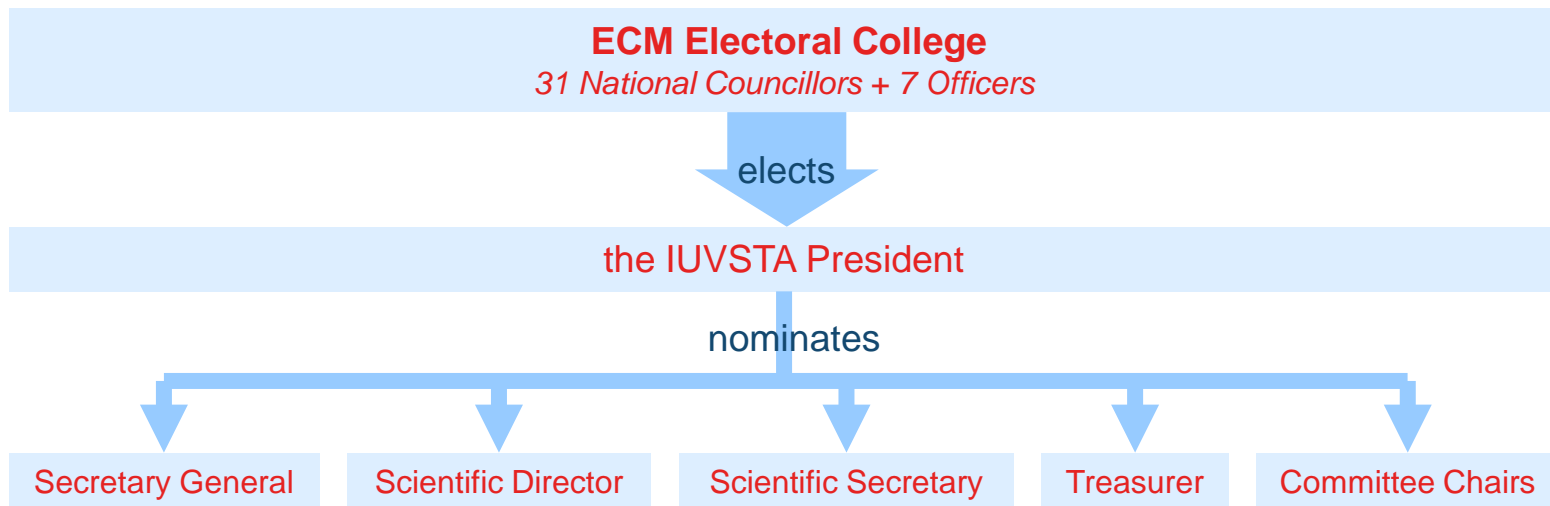 ECM Electoral College
31 National Councillors + 7 Officers
elects
the IUVSTA President
nominates
Secretary General
Scientific Director
Scientific Secretary
Treasurer
Committee Chairs